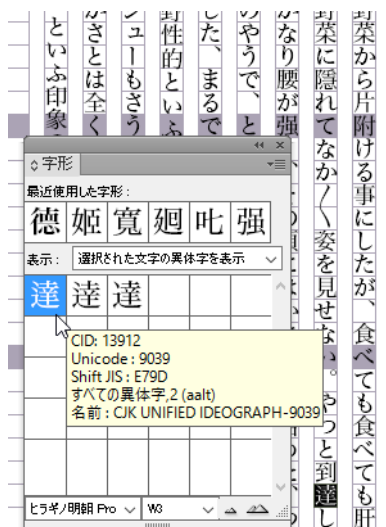 野菜から片附ける事にしたが、食べても食べても肝
野菜に隠れてなか〳〵姿を見せない。やつと到達し
かなり腰が強
のやうで、と
した、まるで
野性的といふ
シューもさう
がさとは全く
といふ印象
字形
最近使用した字形：
德 姬 寬 廻 𠮟 强
表示： 選択された文字の異体字を表示
達 達 達
CID: 13912
Unicode : 9039
Shift JIS : E79D
すべての異体字,2 (aalt)
名前 : CJK UNIFIED IDEOGRAPH-9039
ヒラギノ明朝 Pro W3